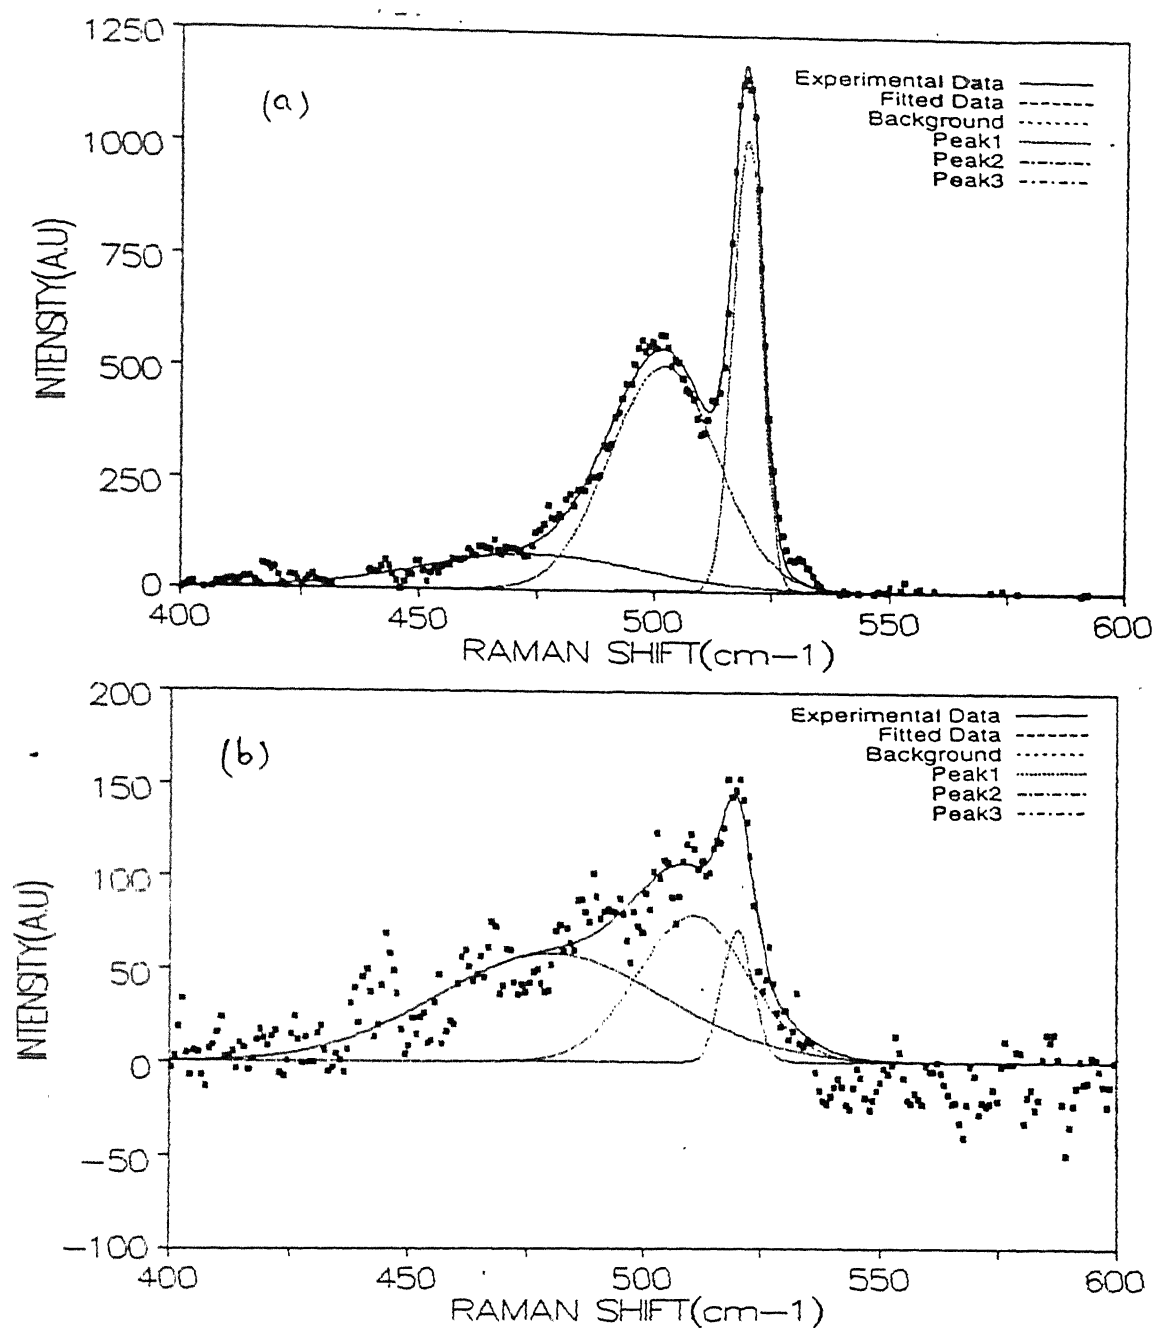 1250
(a)
Experimental Data
Fitted Data
Background
Peak1
Peak2
Peak3
1000
750
500
250
0
INTENSITY(A.U)
400 450 500 550 600
RAMAN SHIFT(cm-1)
200
(b)
Experimental Data
Fitted Data
Background
Peak1
Peak2
Peak3
150
100
50
0
-50
-100
INTENSITY(A.U)
400 450 500 550 600
RAMAN SHIFT(cm-1)